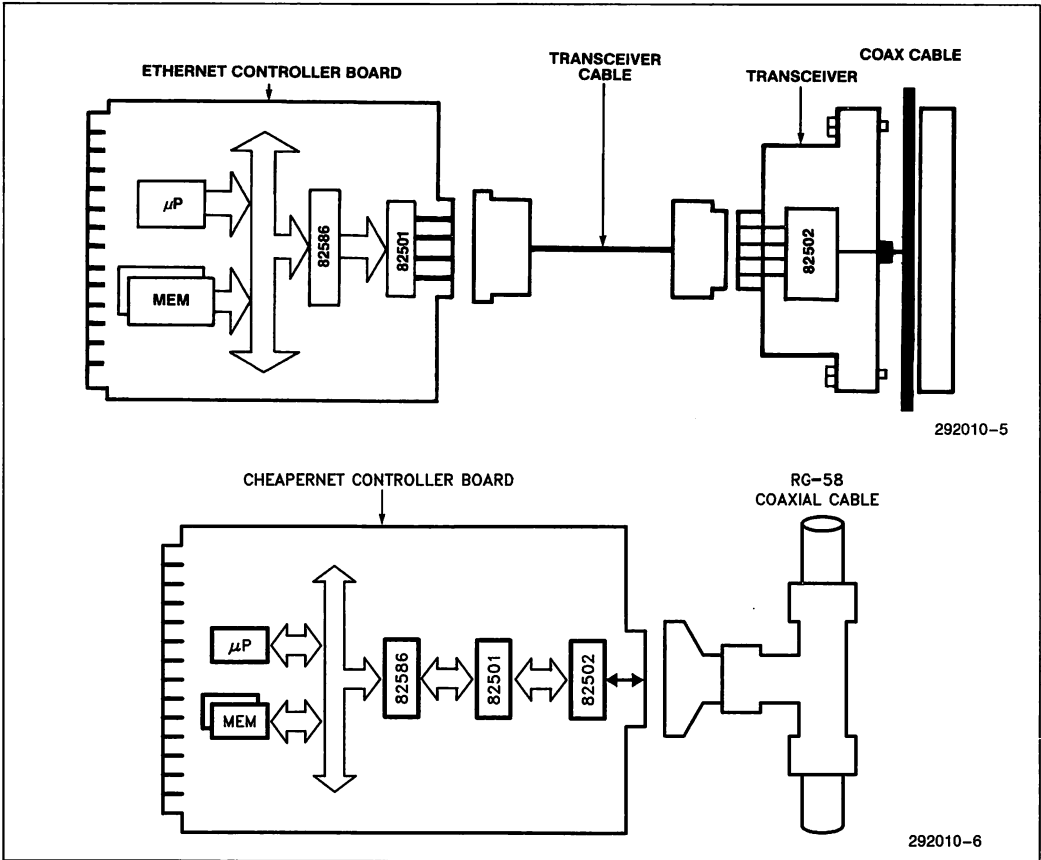 ETHERNET CONTROLLER BOARD
TRANSCEIVER
CABLE
TRANSCEIVER
COAX CABLE
μP
MEM
82586
82501
82502
292010-5
CHEAPERNET CONTROLLER BOARD
RG-58
COAXIAL CABLE
μP
MEM
82586
82501
82502
292010-6